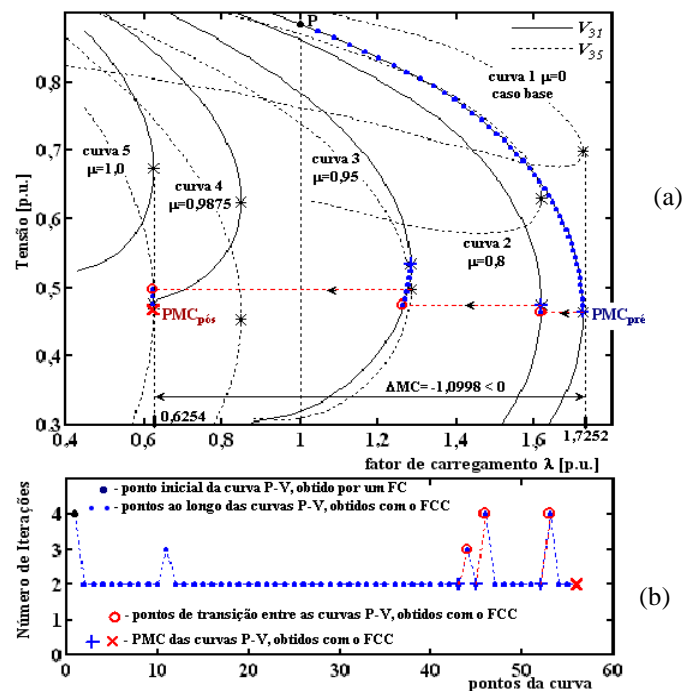 P
V31
V35
0,8
curva 1 μ=0
caso base
0,7
curva 5
μ=1,0
curva 4
μ=0,9875
curva 3
μ=0,95
(a)
Tensão [p.u.]
0,6
curva 2
μ=0,8
0,5
PMCpós
PMCpré
0,4
ΔMC= -1,0998 < 0
0,6254
1,7252
0,3
0,4 0,6 0,8 1 1,2 1,4 1,6
fator de carregamento λ [p.u.]
Número de Iterações
5
4
3
2
1
0
- ponto inicial da curva P-V, obtido por um FC
- pontos ao longo das curvas P-V, obtidos com o FCC
- pontos de transição entre as curvas P-V, obtidos com o FCC
- PMC das curvas P-V, obtidos com o FCC
(b)
0 10 20 30 40 50 60
pontos da curva